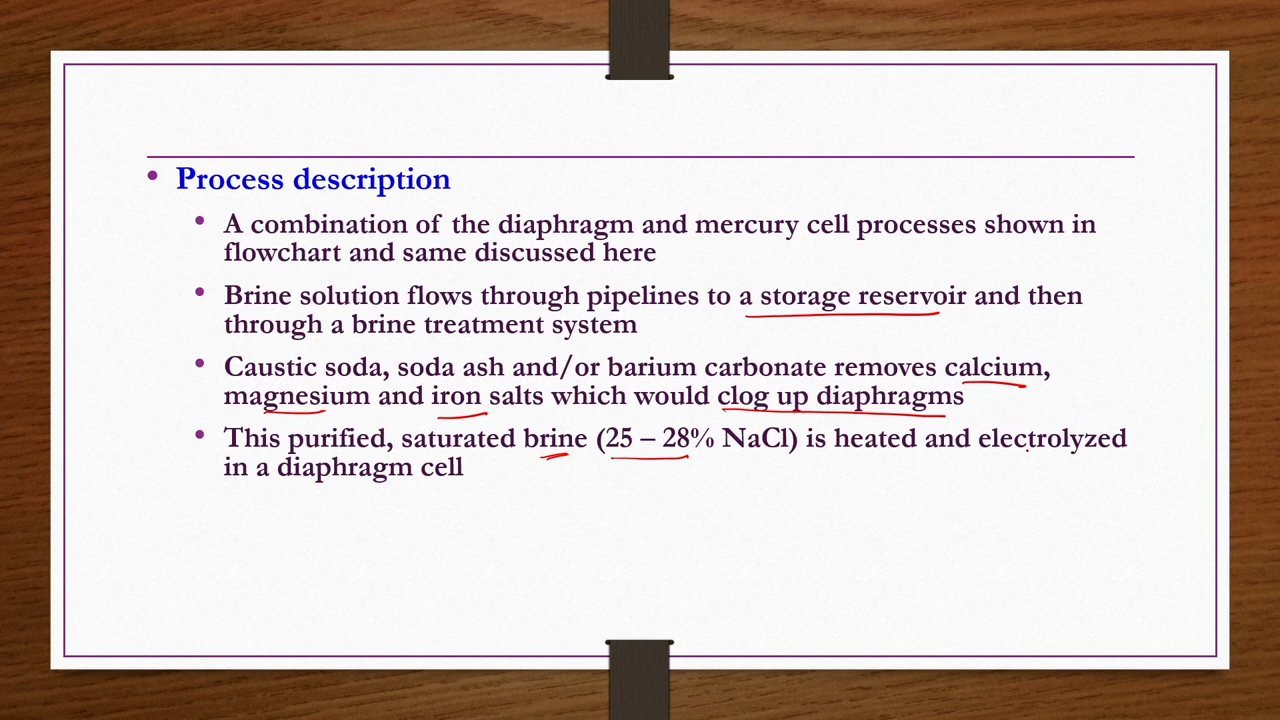 • Process description
• A combination of the diaphragm and mercury cell processes shown in
flowchart and same discussed here
• Brine solution flows through pipelines to a storage reservoir and then
through a brine treatment system
• Caustic soda, soda ash and/or barium carbonate removes calcium,
magnesium and iron salts which would clog up diaphragms
• This purified, saturated brine (25 – 28% NaCl) is heated and electrolyzed
in a diaphragm cell